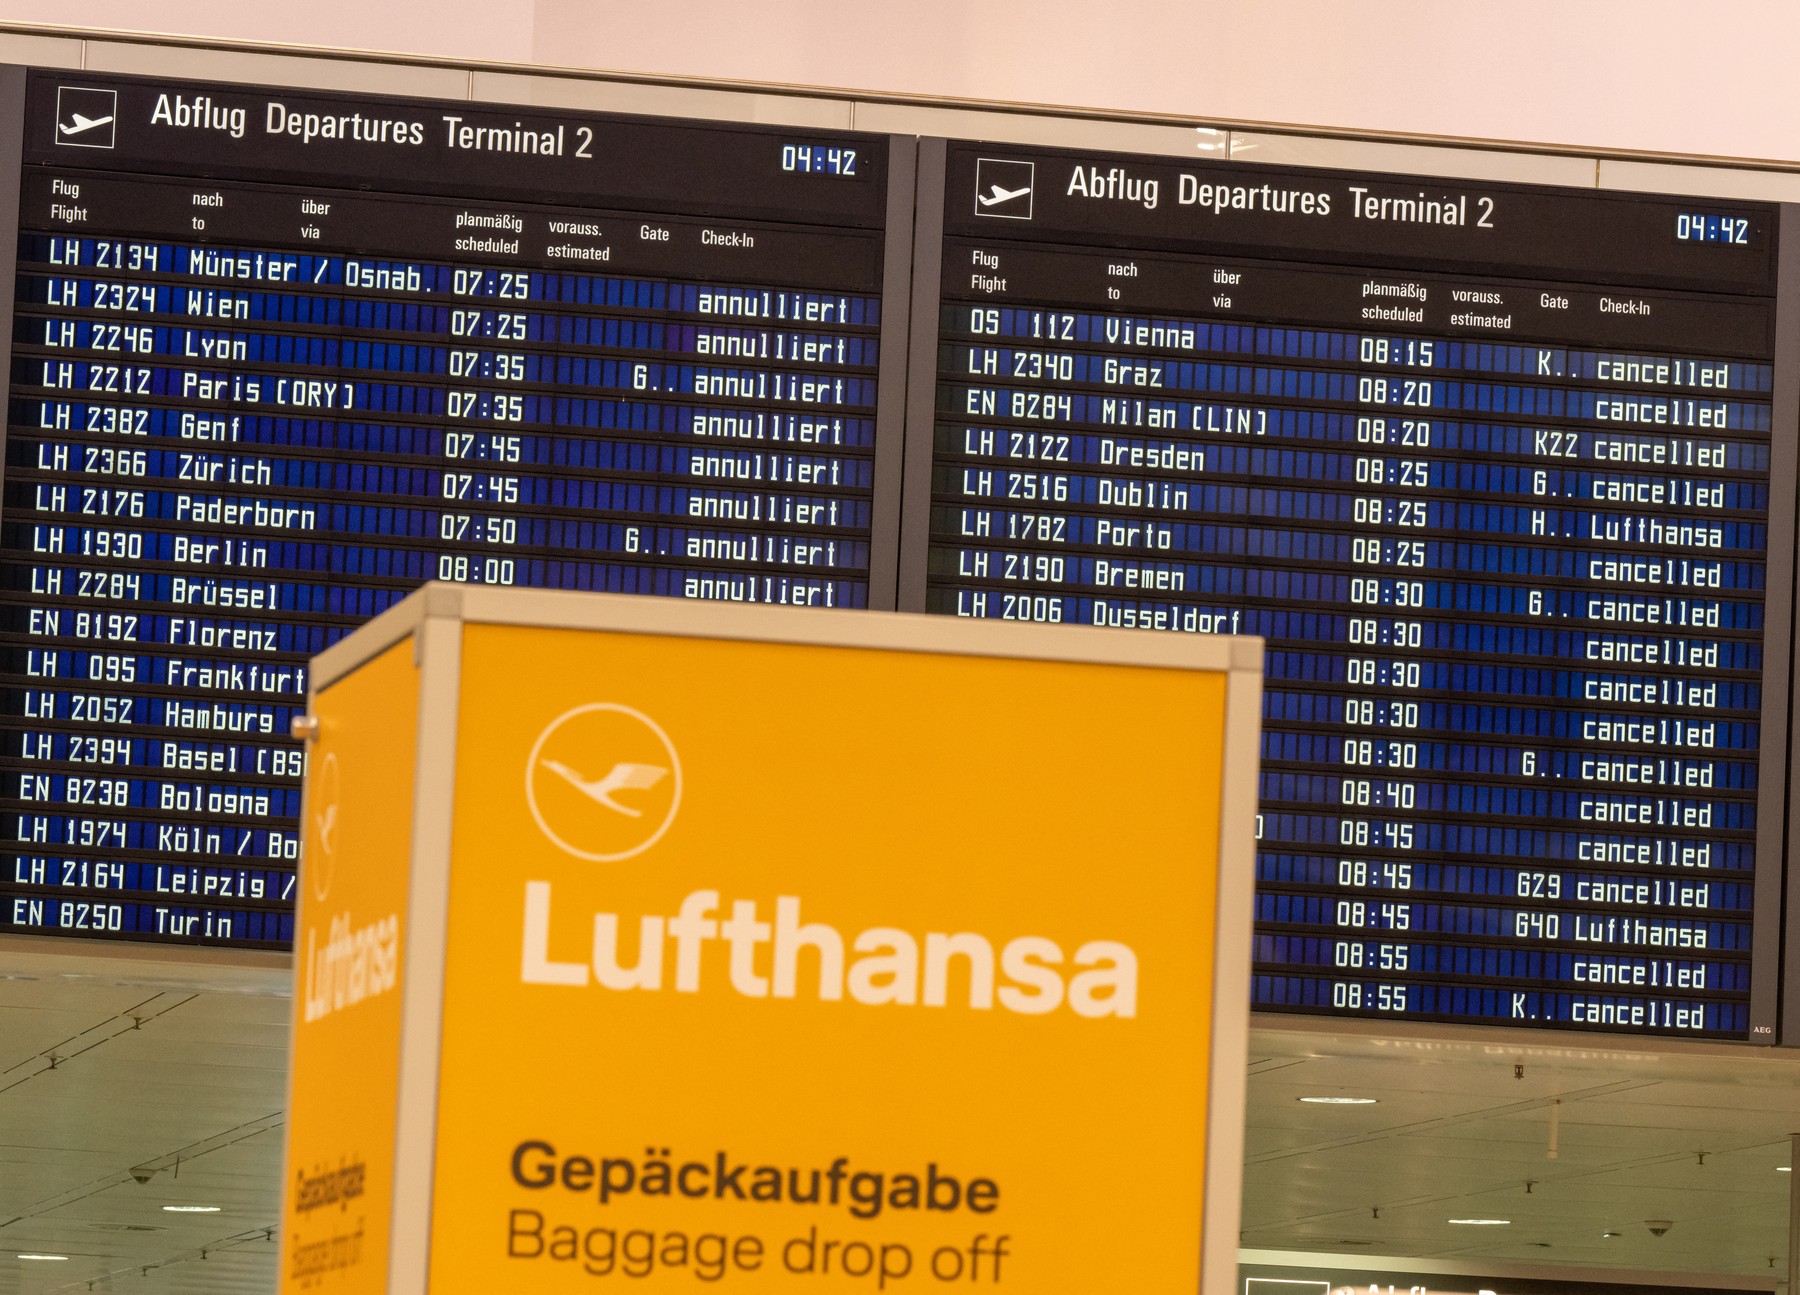 Abflug Departures Terminal 2 04:42
Flug nach über planmäßig vorauss. Gate Check-In
Flight to via scheduled estimated
LH 2134 Münster / Osnab. 07:25 annulliert
LH 2324 Wien 07:25 annulliert
LH 2246 Lyon 07:35 G.. annulliert
LH 2212 Paris (ORY) 07:35 annulliert
LH 2382 Genf 07:45 annulliert
LH 2366 Zürich 07:45 annulliert
LH 2176 Paderborn 07:50 G.. annulliert
LH 1930 Berlin 08:00 annulliert
LH 2284 Brüssel
EN 8192 Florenz
LH 095 Frankfurt
LH 2052 Hamburg
LH 2394 Basel
EN 8238 Bologna
LH 1974 Köln /
LH 2164 Leipzig /
EN 8250 Turin
Abflug Departures Terminal 2 04:42
Flug nach über planmäßig vorauss. Gate Check-In
Flight to via scheduled estimated
OS 112 Vienna 08:15 K.. cancelled
LH 2340 Graz 08:20 cancelled
EN 8284 Milan (LIN) 08:20 K22 cancelled
LH 2122 Dresden 08:25 G.. cancelled
LH 2516 Dublin 08:25 H.. Lufthansa
LH 1782 Porto 08:25 cancelled
LH 2190 Bremen 08:30 G.. cancelled
LH 2006 Dusseldorf 08:30 cancelled
08:30 cancelled
08:30 cancelled
08:30 G.. cancelled
08:40 cancelled
08:45 cancelled
08:45 G29 cancelled
08:45 G40 Lufthansa
08:55 cancelled
08:55 K.. cancelled
AEG
Lufthansa
Gepäckaufgabe
Baggage drop off
Lufthansa
Gepäckaufgabe
Baggage drop off